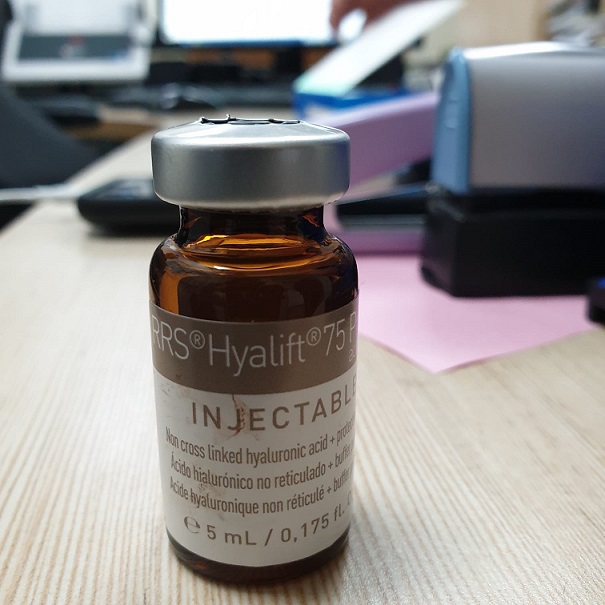 RRS®Hyalift®75
INJECTABLE
Non cross linked hyaluronic acid +
Ácido hialurónico no reticulado +
Acide hyaluronique non réticulé +
℮ 5 mL / 0,175 fl.